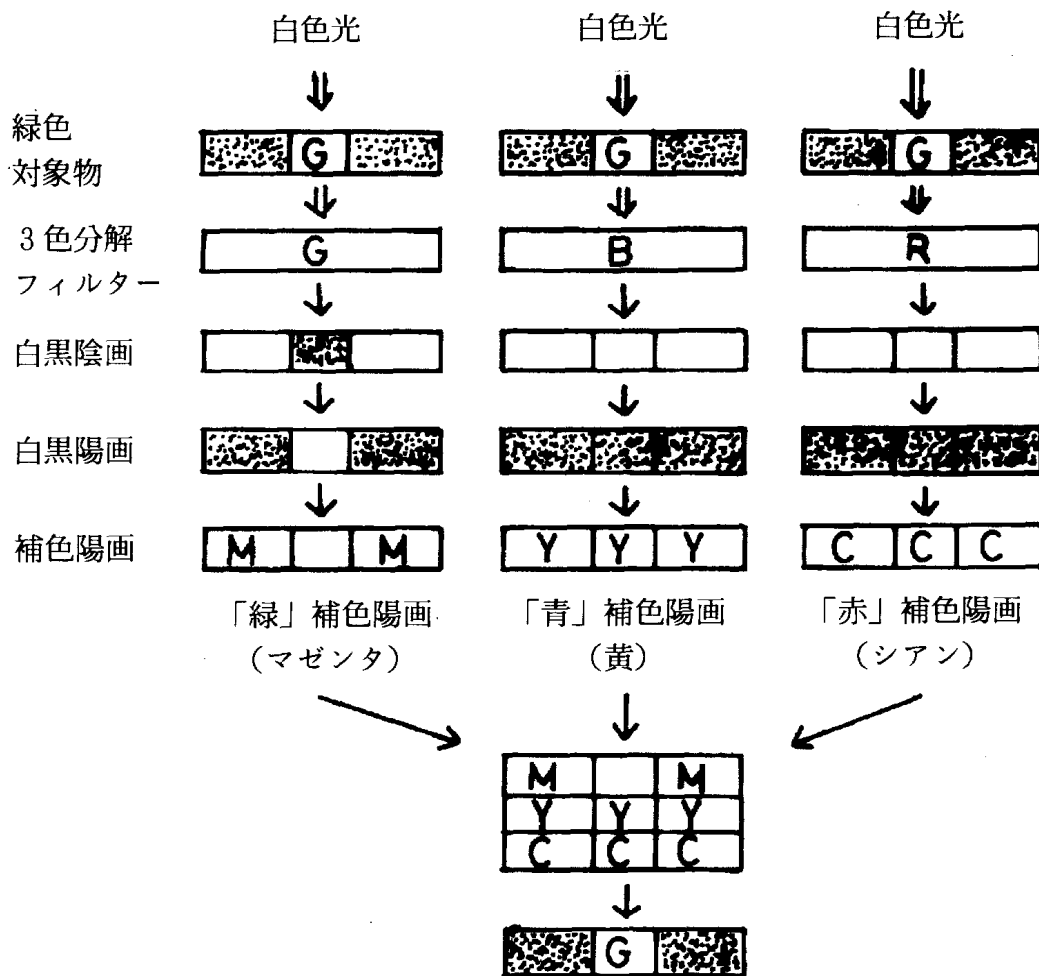 白色光 白色光 白色光
緑色
対象物
G G G
3色分解
フィルター
G B R
白黒陰画
白黒陽画
補色陽画
M M Y Y Y C C C
「緑」補色陽画 「青」補色陽画 「赤」補色陽画
(マゼンタ) (黄) (シアン)
M M
Y Y Y
C C C
G